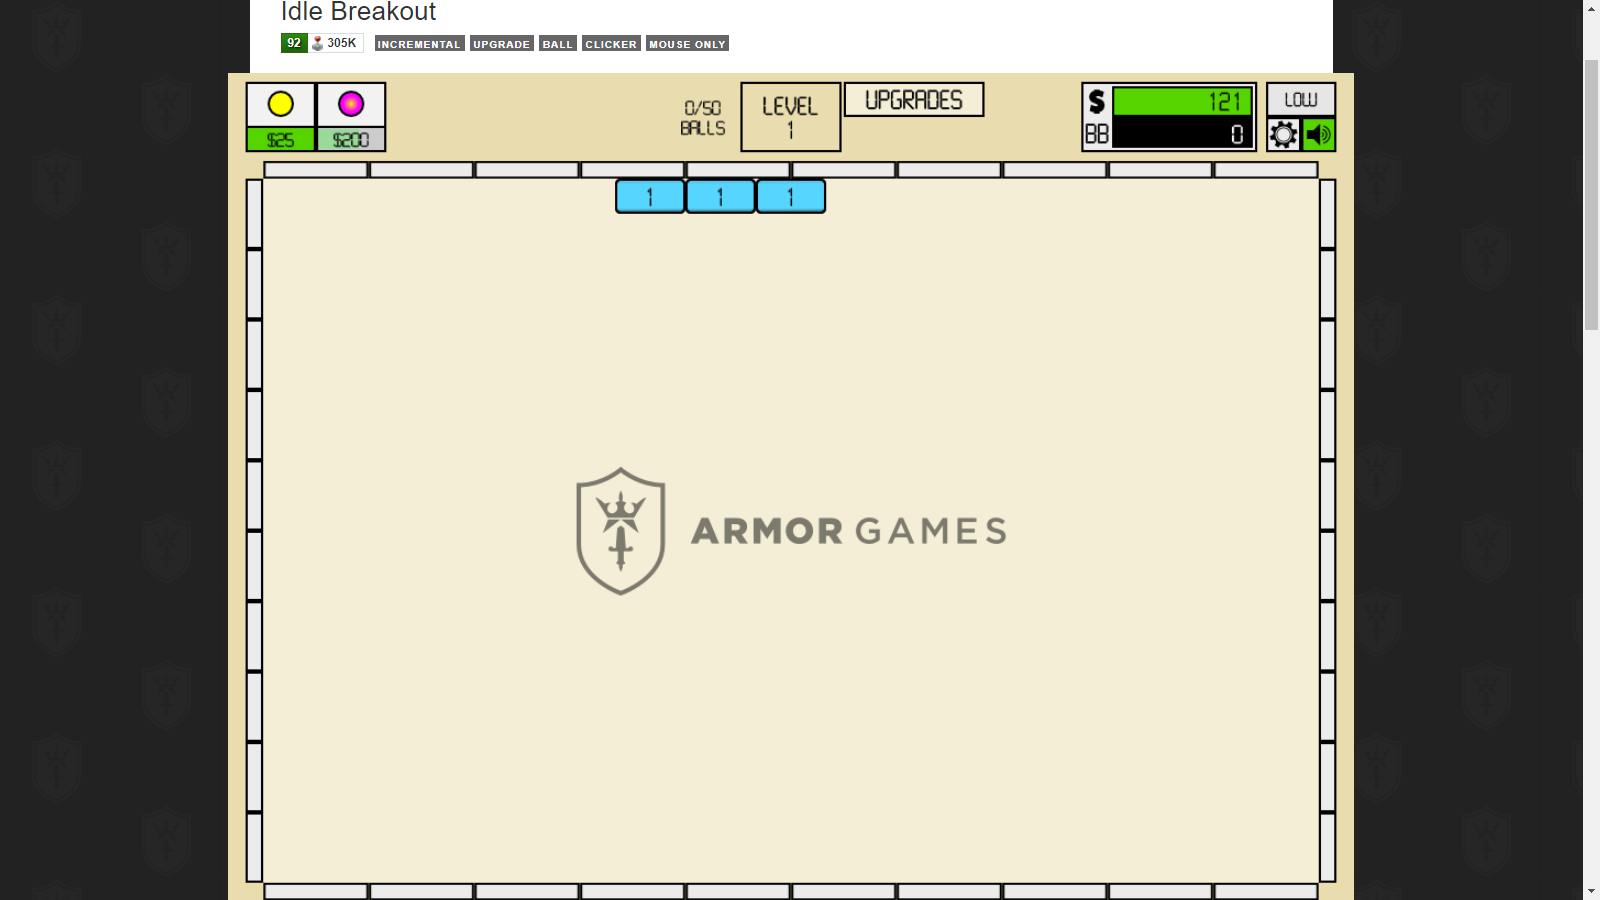 Idle Breakout
92 305K INCREMENTAL UPGRADE BALL CLICKER MOUSE ONLY
$25 $200
0/50
BALLS
LEVEL
1
UPGRADES
$ 121
BB 0
LOW
1 1 1
ARMOR GAMES